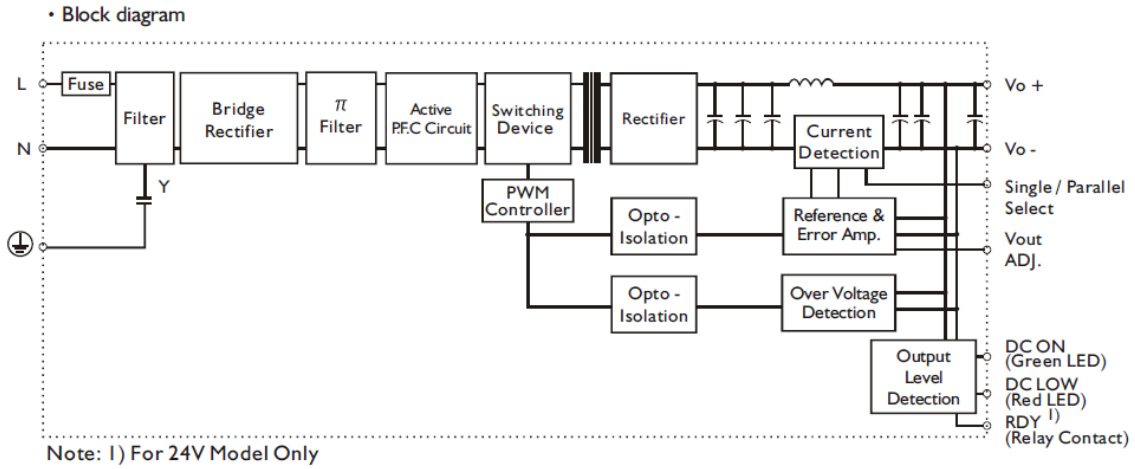 • Block diagram
L
Fuse
Filter
Bridge
Rectifier
π
Filter
Active
P.F.C Circuit
Switching
Device
Rectifier
Current
Detection
Vo +
N
Vo -
Y
PWM
Controller
Opto -
Isolation
Reference &
Error Amp.
Single / Parallel
Select
Vout
ADJ.
Opto -
Isolation
Over Voltage
Detection
Output
Level
Detection
DC ON
(Green LED)
DC LOW
(Red LED)
RDY 1)
(Relay Contact)
Note: 1) For 24V Model Only